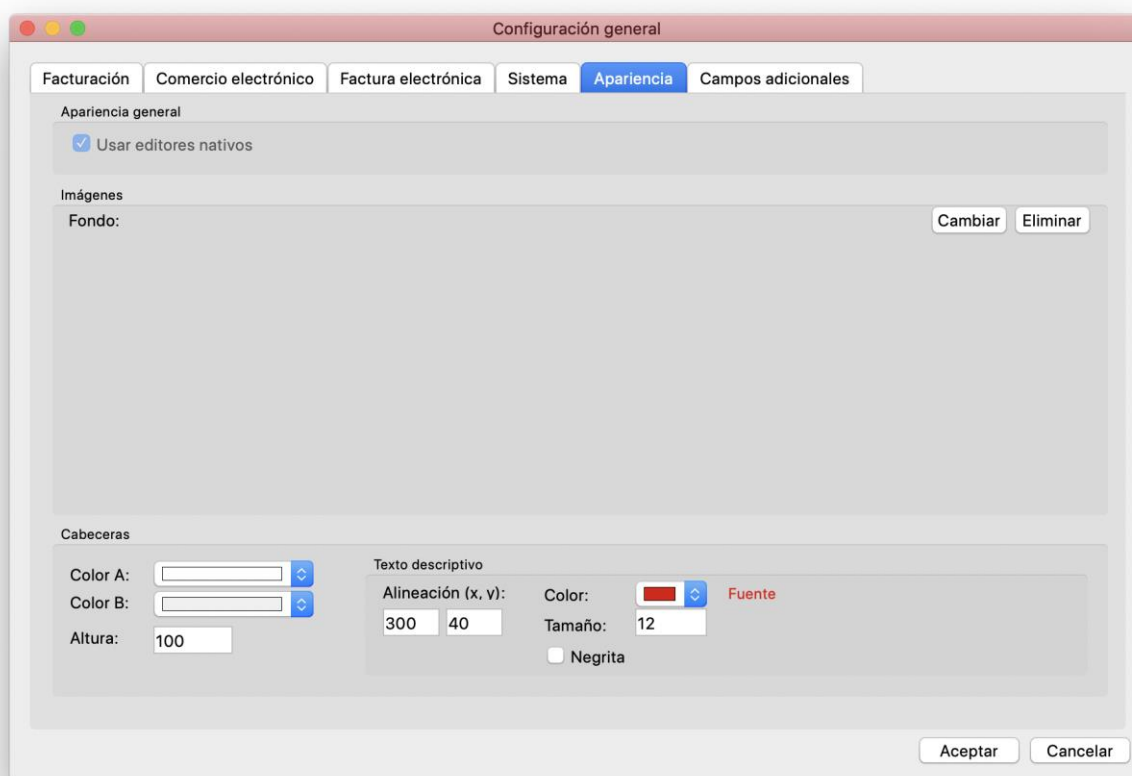 Configuración general
Facturación Comercio electrónico Factura electrónica Sistema Apariencia Campos adicionales
Apariencia general
Usar editores nativos
Imágenes
Fondo: Cambiar Eliminar
Cabeceras
Texto descriptivo
Color A: Alineación (x, y): Color: Fuente
Color B: 300 40 Tamaño: 12
Altura: 100 Negrita
Aceptar Cancelar